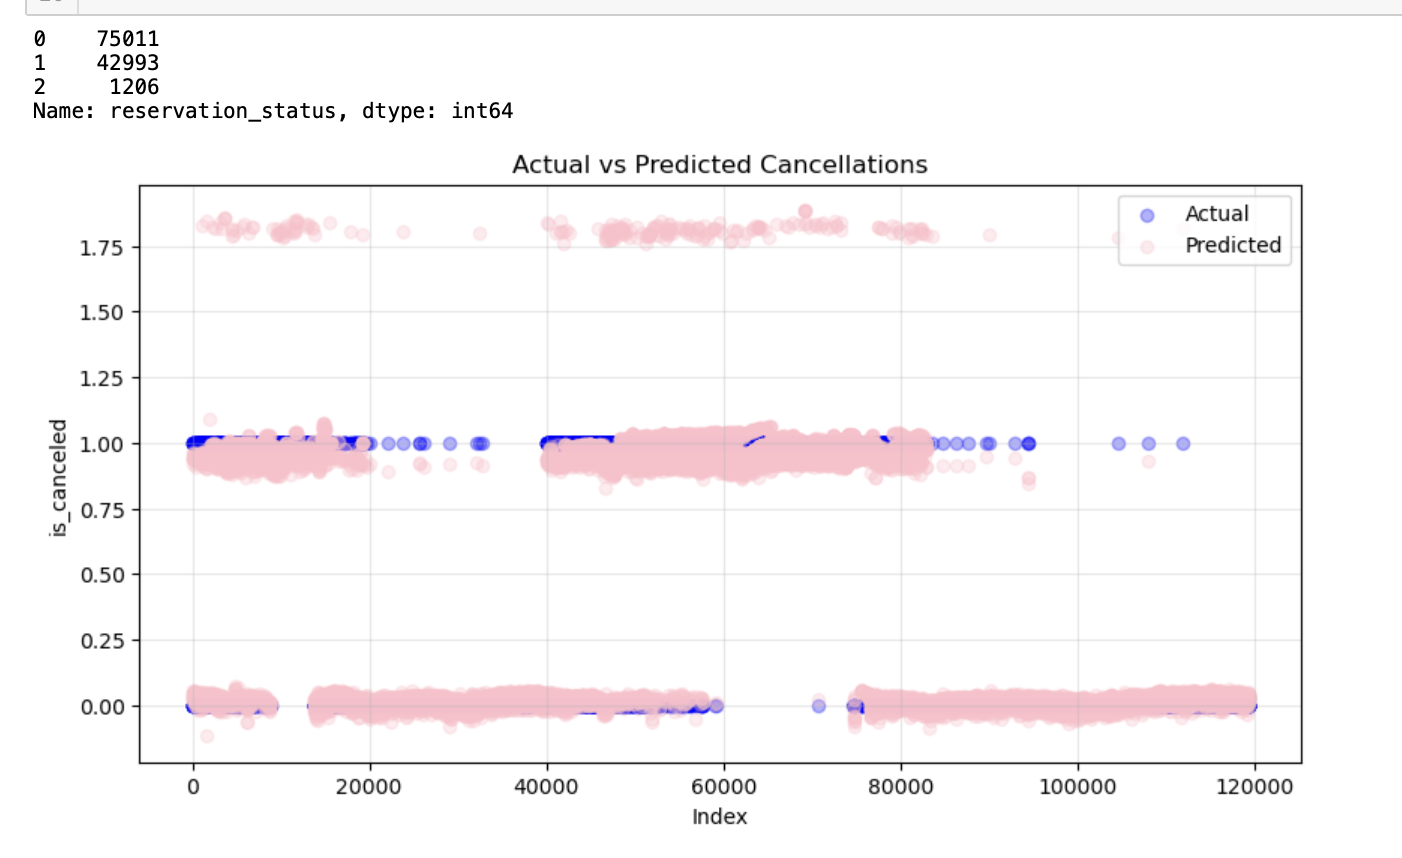 0 75011
1 42993
2 1206
Name: reservation_status, dtype: int64
Actual vs Predicted Cancellations
Actual
Predicted
1.75
1.50
1.25
1.00
0.75
0.50
0.25
0.00
is_canceled
0 20000 40000 60000 80000 100000 120000
Index